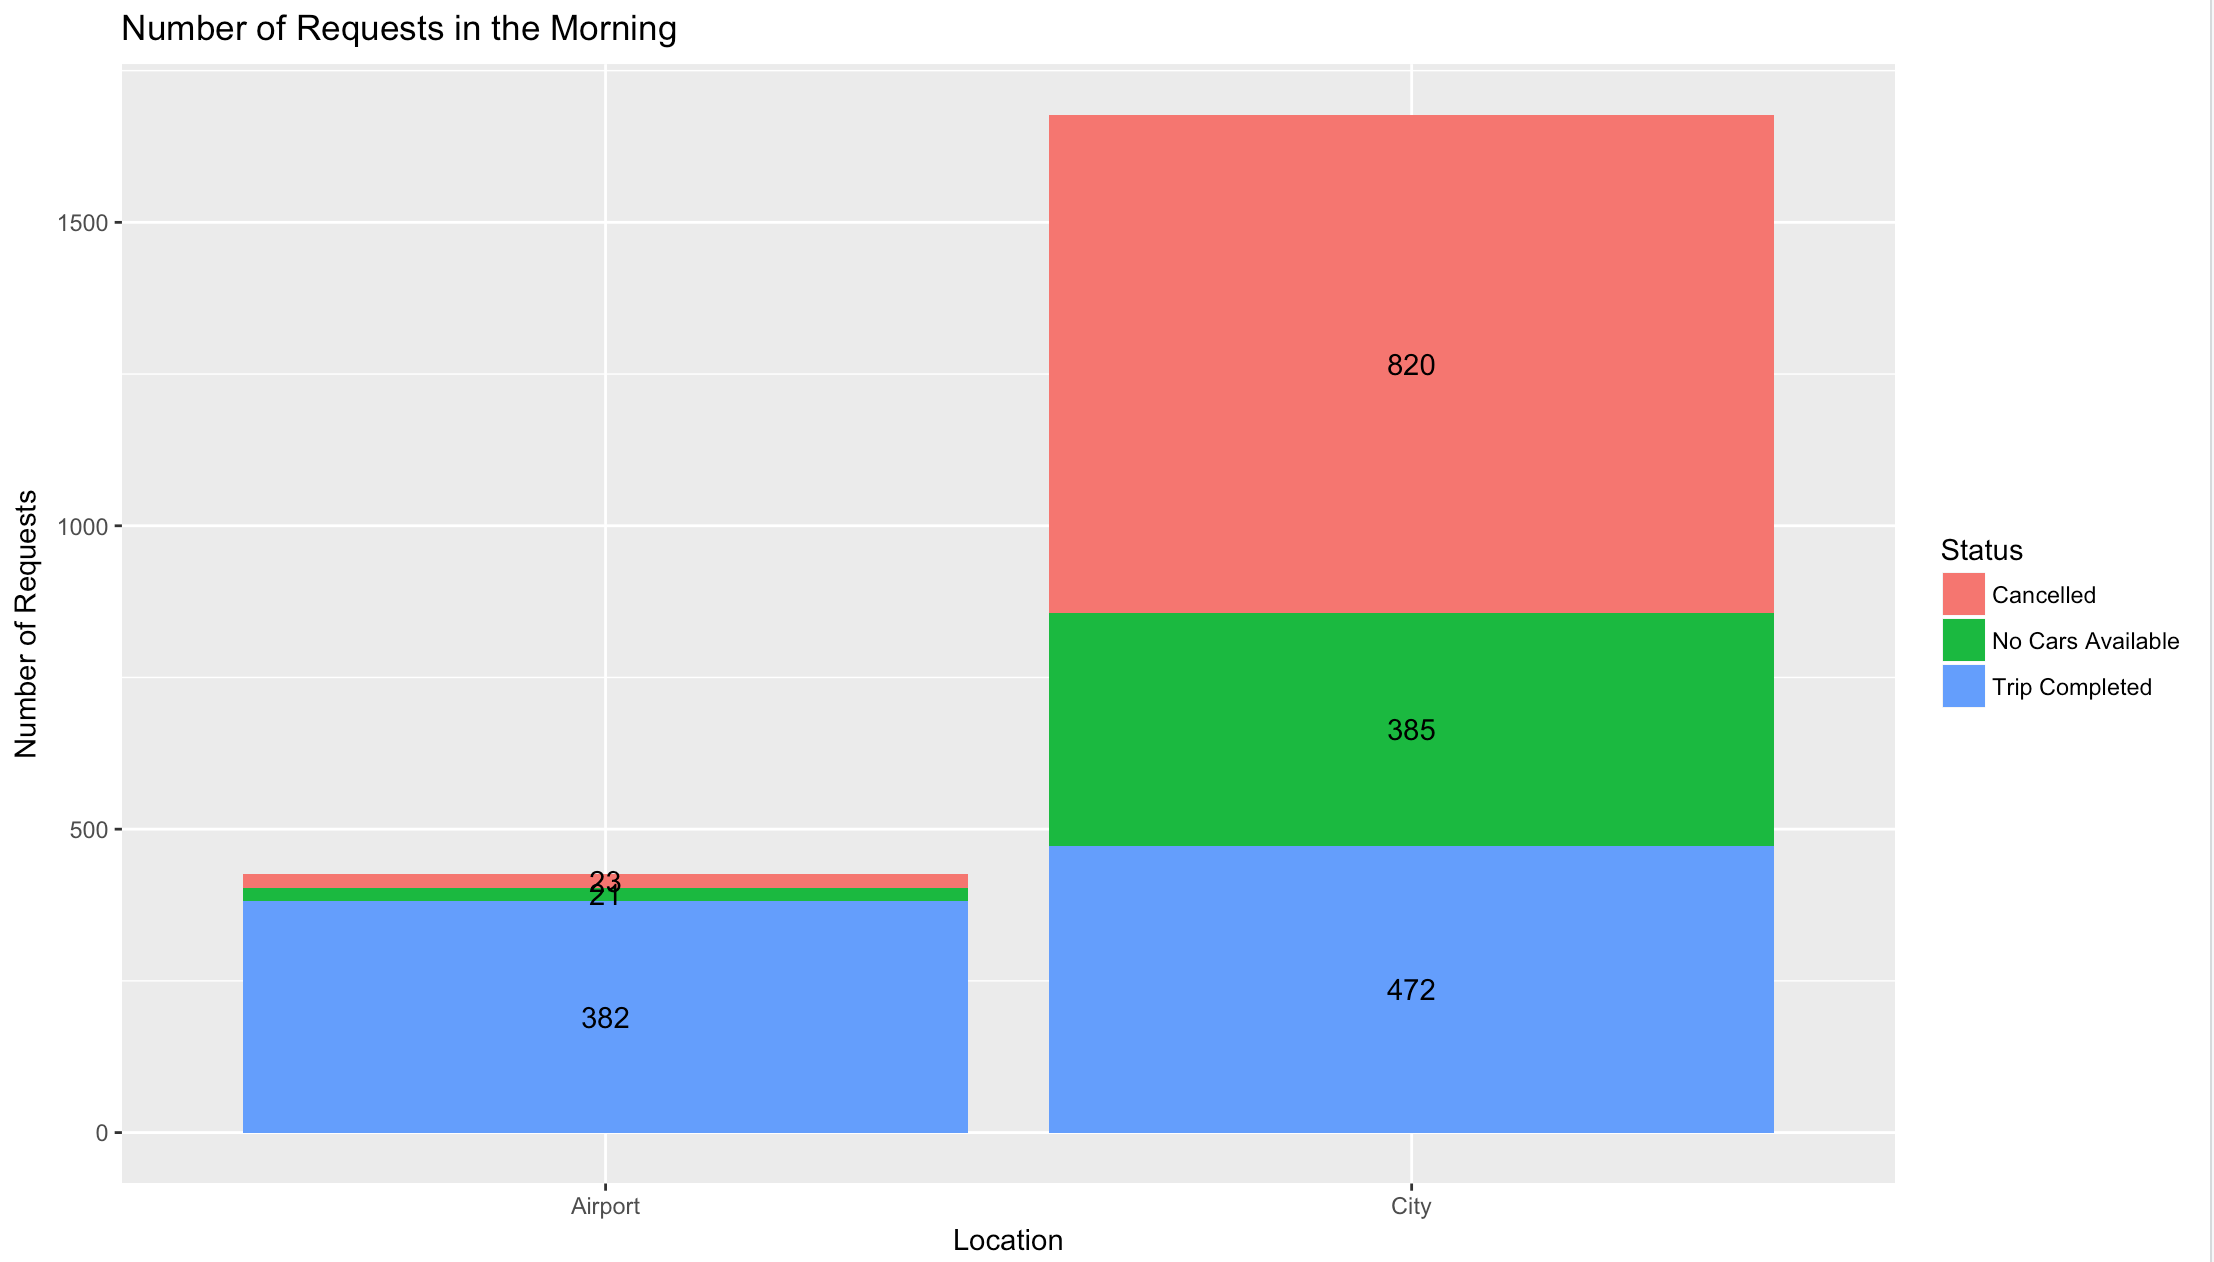 Number of Requests in the Morning
Number of Requests
1500
1000
500
0
820
385
472
23
21
382
Airport
City
Location
Status
Cancelled
No Cars Available
Trip Completed